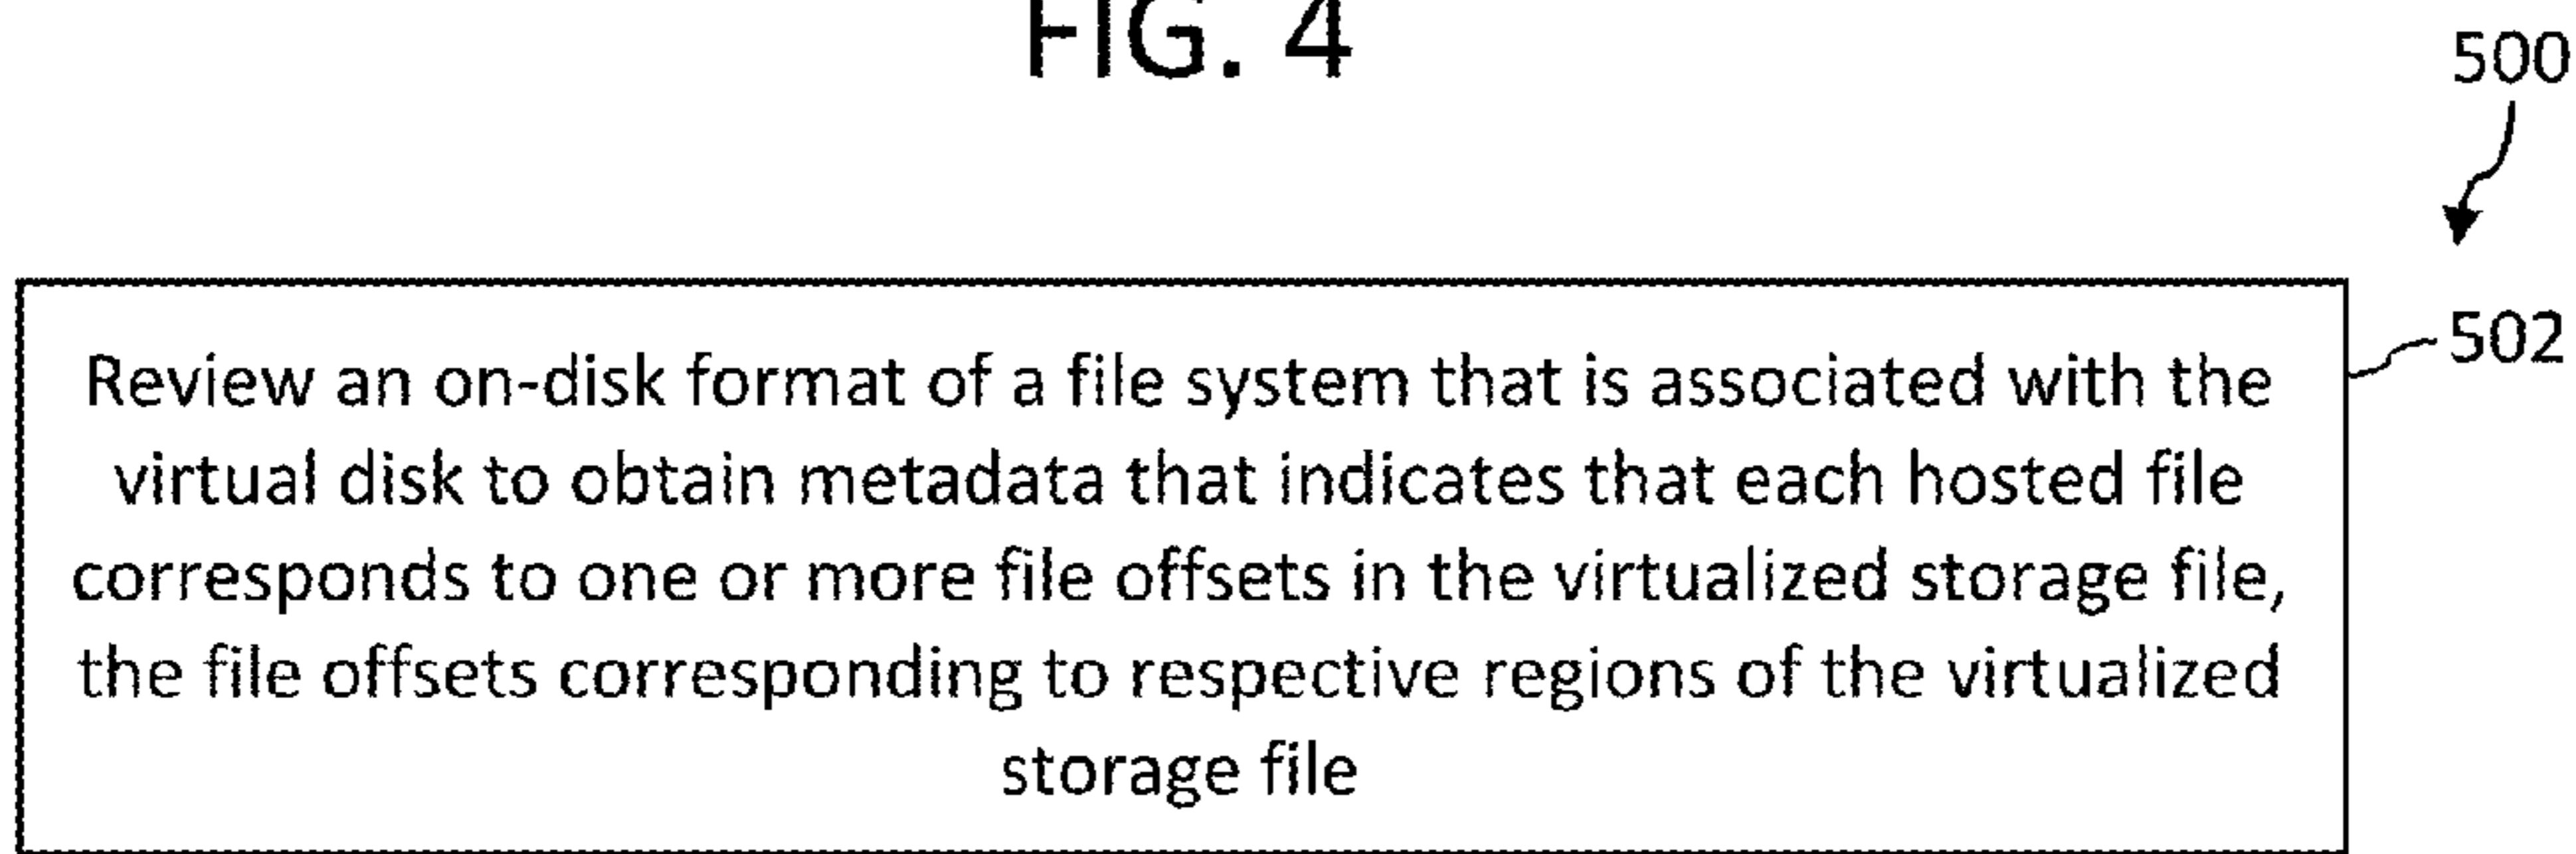 FIG. 4
500
502
Review an on-disk format of a file system that is associated with the
virtual disk to obtain metadata that indicates that each hosted file
corresponds to one or more file offsets in the virtualized storage file,
the file offsets corresponding to respective regions of the virtualized
storage file